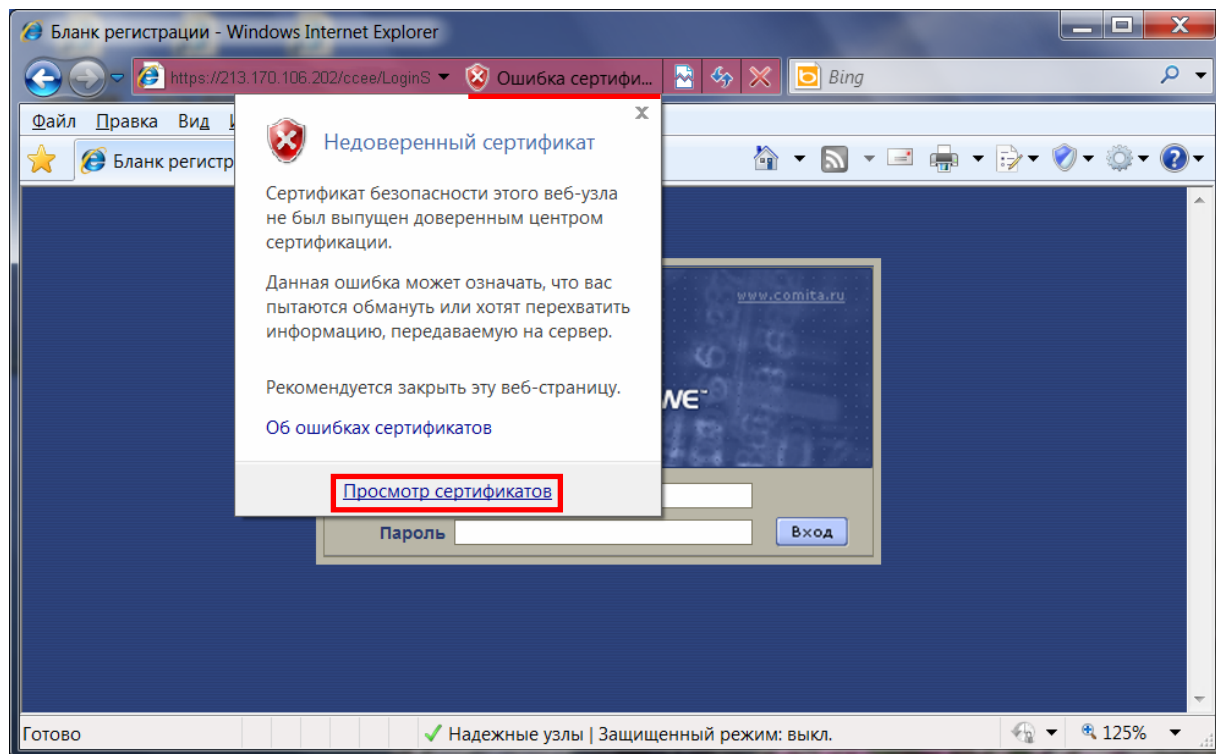 Бланк регистрации - Windows Internet Explorer
https://213.170.106.202/ccee/LoginS
Ошибка сертифи...
Bing
Файл Правка Вид
Бланк регистр
Недоверенный сертификат
x
Сертификат безопасности этого веб-узла
не был выпущен доверенным центром
сертификации.
Данная ошибка может означать, что вас
пытаются обмануть или хотят перехватить
информацию, передаваемую на сервер.
Рекомендуется закрыть эту веб-страницу.
Об ошибках сертификатов
Просмотр сертификатов
www.comita.ru
Пароль
Вход
Готово
Надежные узлы | Защищенный режим: выкл.
125%